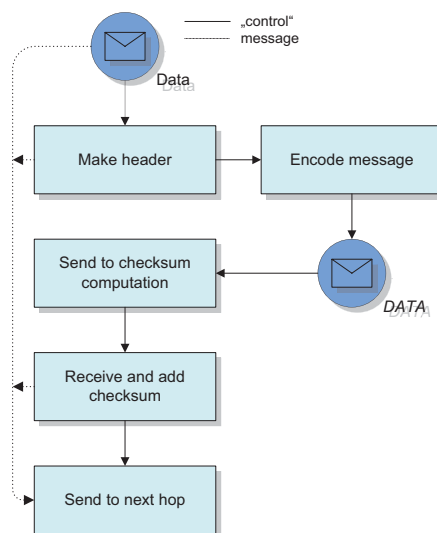 „control“
message
Data
Make header
Encode message
Send to checksum
computation
DATA
Receive and add
checksum
Send to next hop